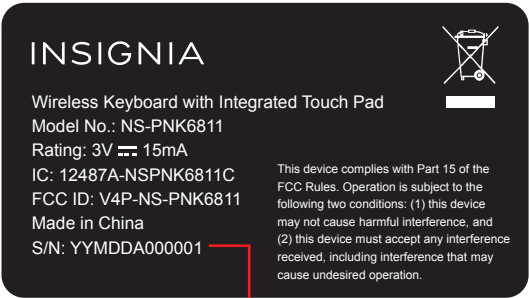 INSIGNIA
Wireless Keyboard with Integrated Touch Pad
Model No.: NS-PNK6811
Rating: 3V ⎓ 15mA
IC: 12487A-NSPNK6811C
FCC ID: V4P-NS-PNK6811
Made in China
S/N: YYMDDA000001
This device complies with Part 15 of the
FCC Rules. Operation is subject to the
following two conditions: (1) this device
may not cause harmful interference, and
(2) this device must accept any interference
received, including interference that may
cause undesired operation.